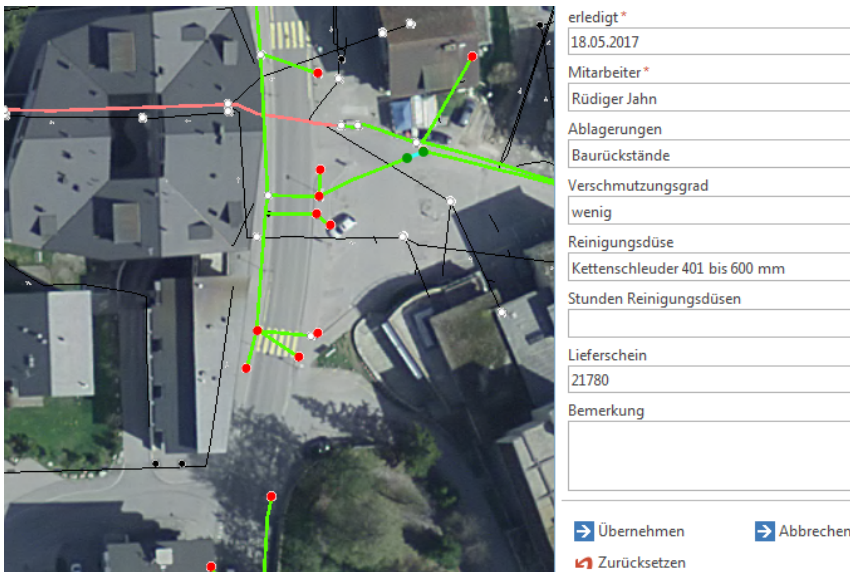 erledigt *
18.05.2017
Mitarbeiter *
Rüdiger Jahn
Ablagerungen
Baurückstände
Verschmutzungsgrad
wenig
Reinigungsdüse
Kettenschleuder 401 bis 600 mm
Stunden Reinigungsdüsen
Lieferschein
21780
Bemerkung
Übernehmen
Abbrechen
Zurücksetzen